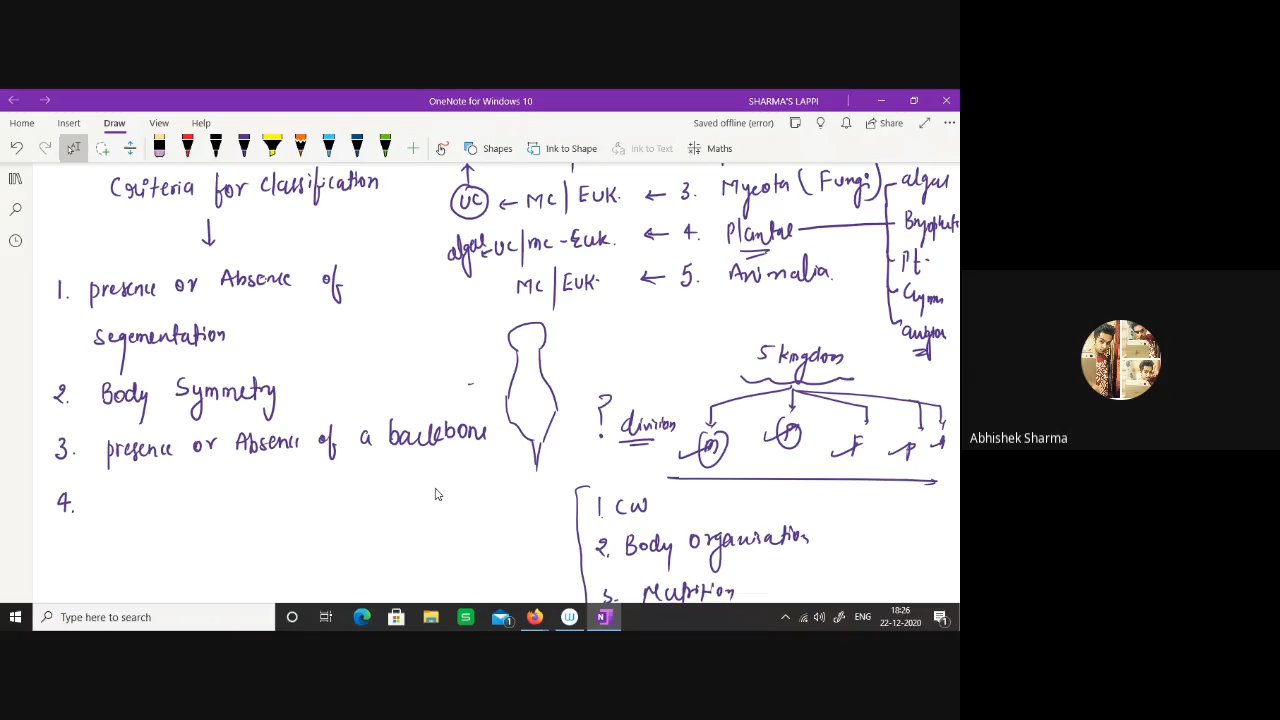 OneNote for Windows 10
SHARMA'S LAPPI
Home Insert Draw View Help
Saved offline (error)
Share
Shapes
Ink to Shape
Ink to Text
Maths
Criteria for Classification
1. presence or Absence of
segementation
2. Body Symmetry
3. presence or Absence of a backbone
4.
UC ← MC | EUK. ← 3. Mycota (Fungi)
algae UC | MC - EUK. ← 4. Plantae
MC | EUK. ← 5. Animalia
algae
Bryophyte
Pt.
Gym
5 kingdom
? division
M P F P A
1. CW
2. Body Organisation
3. Nutrition
Abhishek Sharma
Type here to search
ENG
18:26
22-12-2020